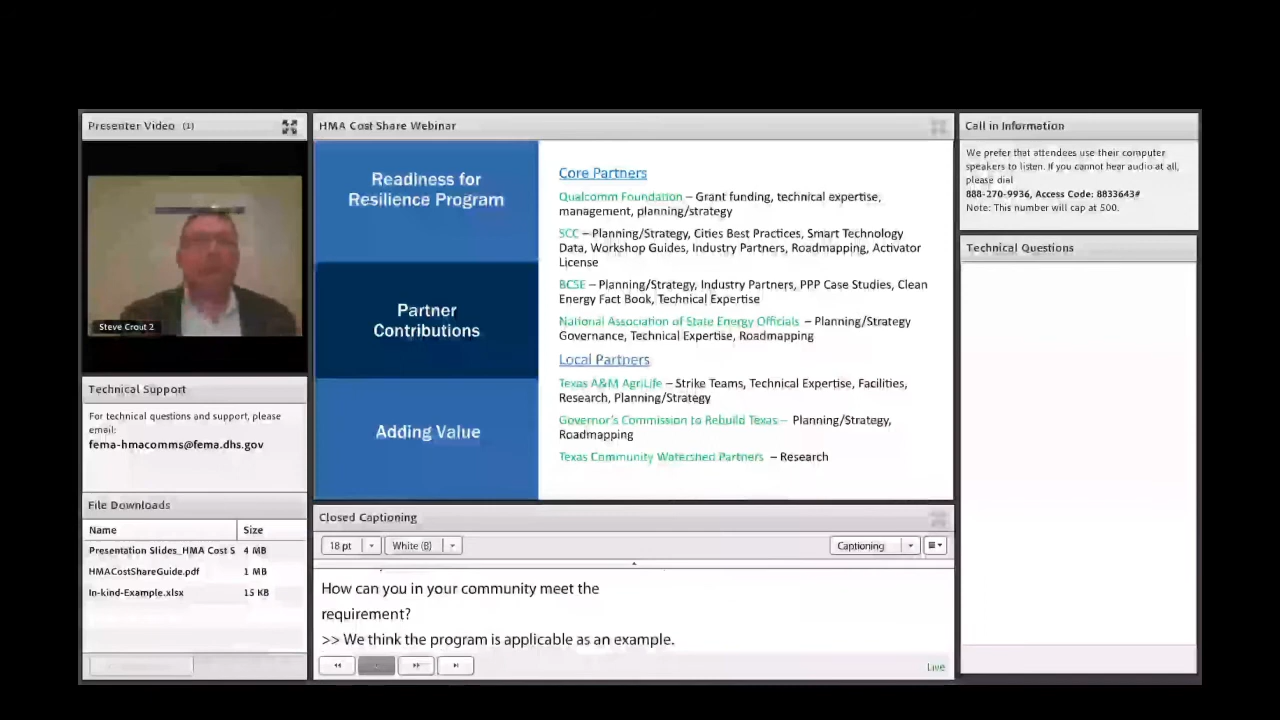 Presenter Video (1)
Steve Crout 2
Technical Support
For technical questions and support, please
email:
fema-hmacomms@fema.dhs.gov
File Downloads
Name Size
Presentation Slides_HMA Cost S 4 MB
HMACostShareGuide.pdf 1 MB
In-kind-Example.xlsx 15 KB
HMA Cost Share Webinar
Readiness for
Resilience Program
Partner
Contributions
Adding Value
Core Partners
Qualcomm Foundation – Grant funding, technical expertise,
management, planning/strategy
SCC – Planning/Strategy, Cities Best Practices, Smart Technology
Data, Workshop Guides, Industry Partners, Roadmapping, Activator
License
BCSE – Planning/Strategy, Industry Partners, PPP Case Studies, Clean
Energy Fact Book, Technical Expertise
National Association of State Energy Officials – Planning/Strategy
Governance, Technical Expertise, Roadmapping
Local Partners
Texas A&M AgriLife – Strike Teams, Technical Expertise, Facilities,
Research, Planning/Strategy
Governor's Commission to Rebuild Texas – Planning/Strategy,
Roadmapping
Texas Community Watershed Partners – Research
Closed Captioning
18 pt White (B) Captioning
How can you in your community meet the
requirement?
>> We think the program is applicable as an example.
Live
Call in Information
We prefer that attendees use their computer
speakers to listen. If you cannot hear audio at all,
please dial
888-270-9936, Access Code: 8833643#
Note: This number will cap at 500.
Technical Questions